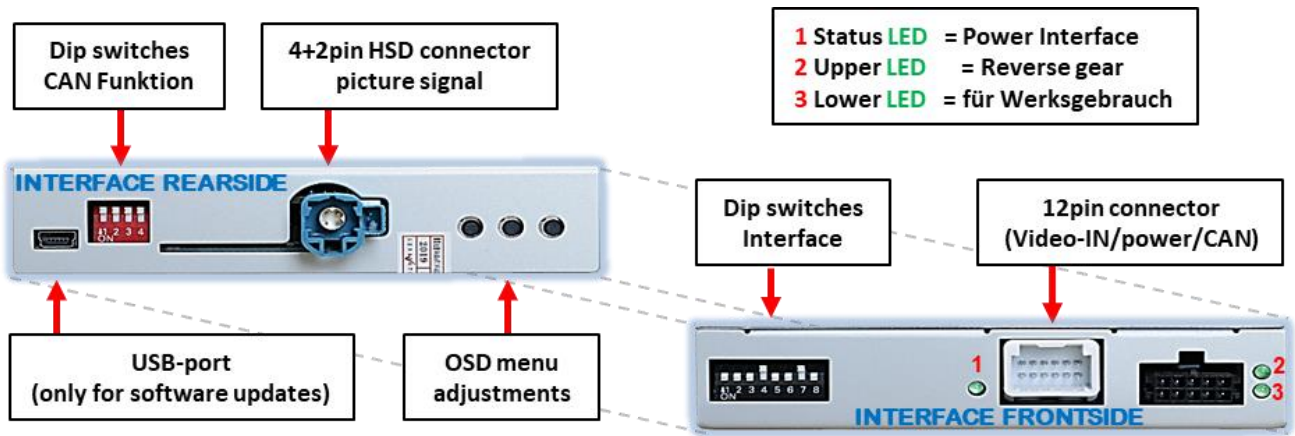 Dip switches
CAN Funktion
4+2pin HSD connector
picture signal
1 Status LED = Power Interface
2 Upper LED = Reverse gear
3 Lower LED = für Werksgebrauch
INTERFACE REARSIDE
1 2 3 4
ON
2019
Dip switches
Interface
12pin connector
(Video-IN/power/CAN)
USB-port
(only for software updates)
OSD menu
adjustments
1 2 3 4 5 6 7 8
ON
1
2
3
INTERFACE FRONTSIDE